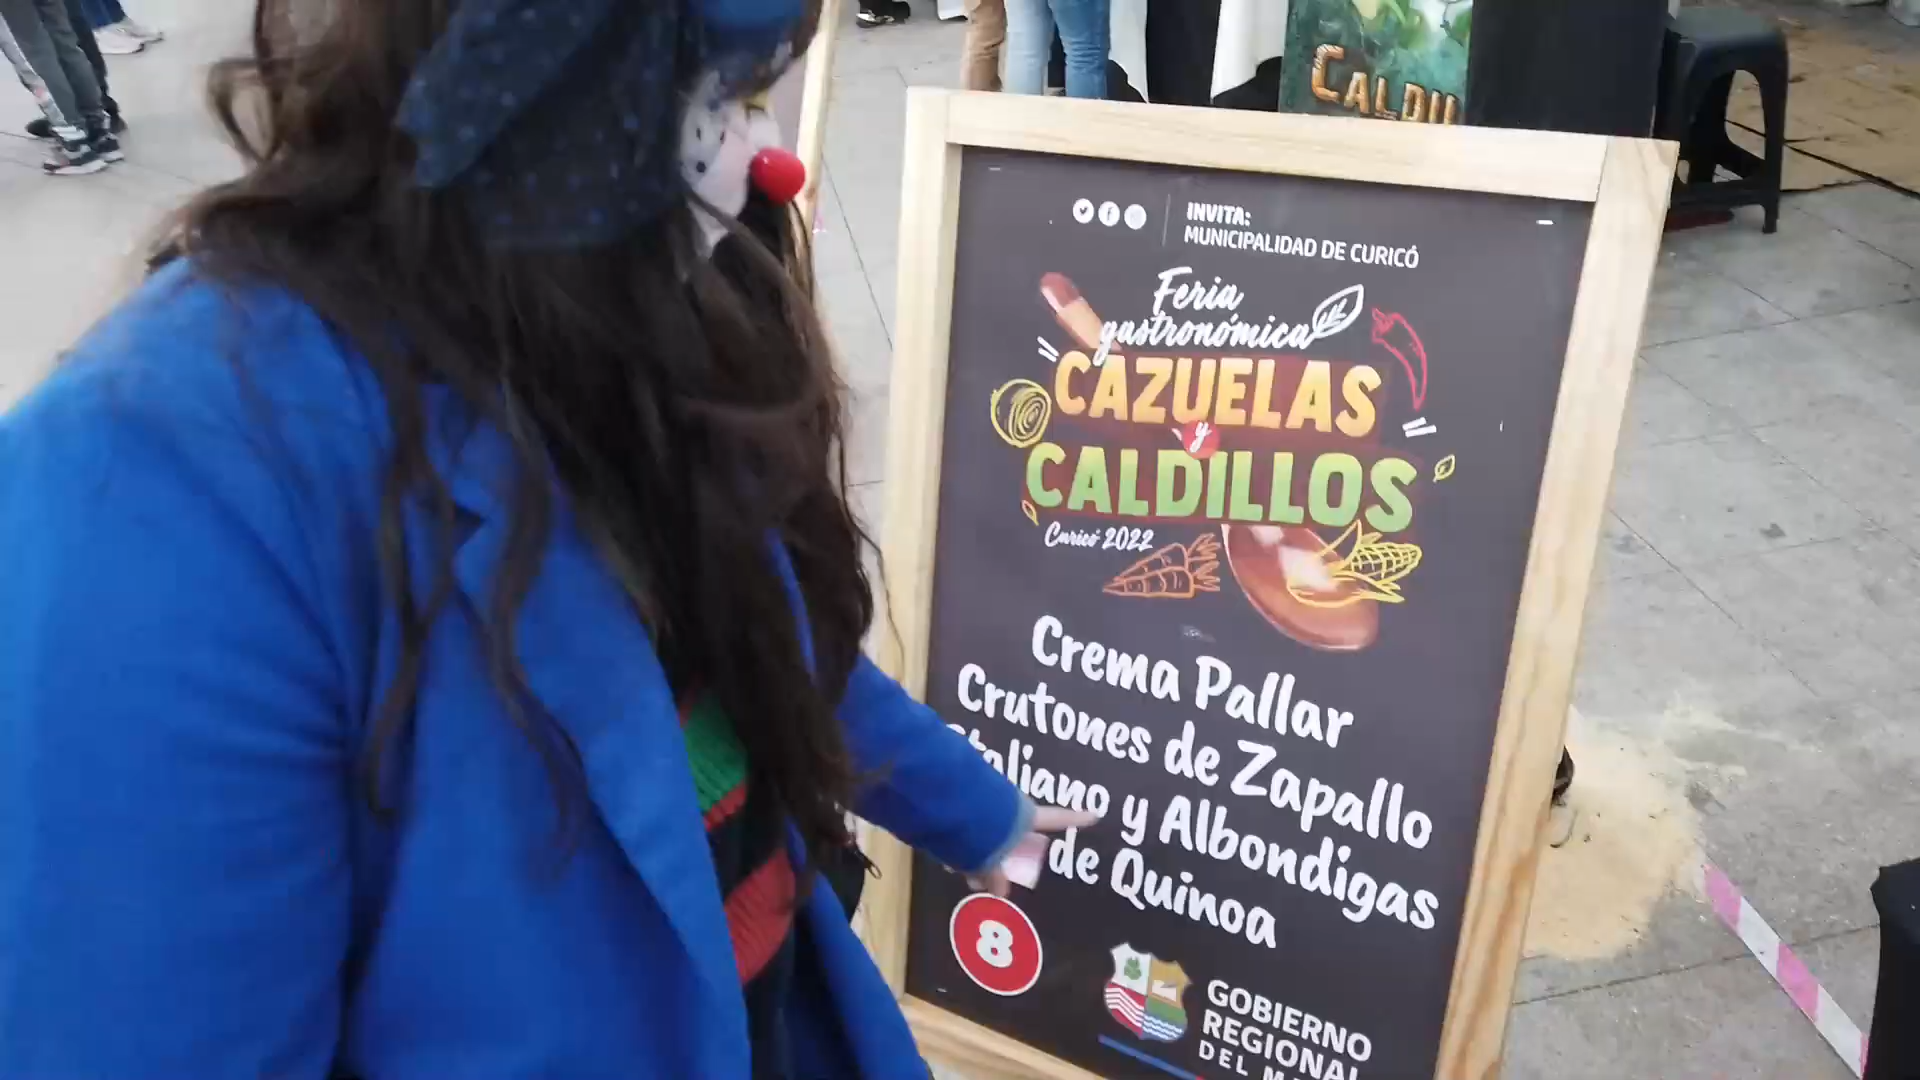 CALDIL
INVITA:
MUNICIPALIDAD DE CURICÓ
Feria
gastronómica
CAZUELAS
y
CALDILLOS
Curicó 2022
Crema Pallar
Crutones de Zapallo
Italiano y Albondigas
de Quinoa
8
GOBIERNO
REGIONAL
DEL